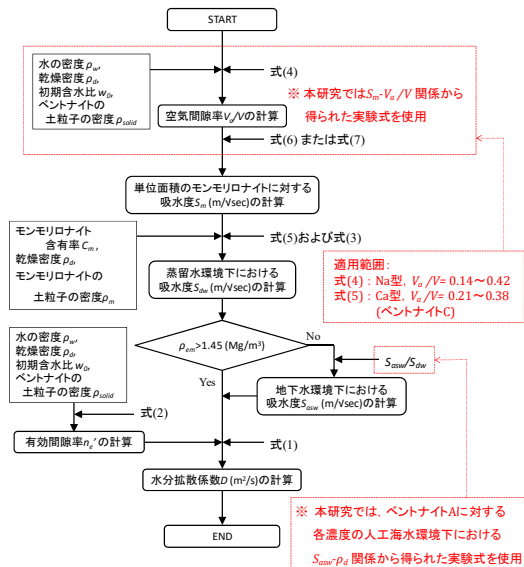 START
水の密度ρw,
乾燥密度ρd,
初期含水比w0,
ベントナイトの
土粒子の密度ρsolid
式(4)
※ 本研究ではSm-Va/V 関係から
得られた実験式を使用
空気間隙率Va/Vの計算
式(6) または式(7)
単位面積のモンモリロナイトに対する
吸水度Sm (m/√sec)の計算
モンモリロナイト
含有率Cm,
乾燥密度ρd,
モンモリロナイトの
土粒子の密度ρm
式(5)および式(3)
適用範囲:
式(4) : Na型, Va/V= 0.14～0.42
式(5) : Ca型, Va/V= 0.21～0.38
(ベントナイトC)
蒸留水環境下における
吸水度Sdw(m/√sec)の計算
ρem>1.45 (Mg/m³)
No
Yes
Sasw/Sdw
水の密度ρw,
乾燥密度ρd,
初期含水比w0,
ベントナイトの
土粒子の密度ρsolid
地下水環境下における
吸水度Sasw (m/√sec)の計算
式(2)
有効間隙率ne'の計算
式(1)
水分拡散係数D (m²/s)の計算
END
※ 本研究では, ベントナイトAに対する
各濃度の人工海水環境下における
Sasw-ρd 関係から得られた実験式を使用